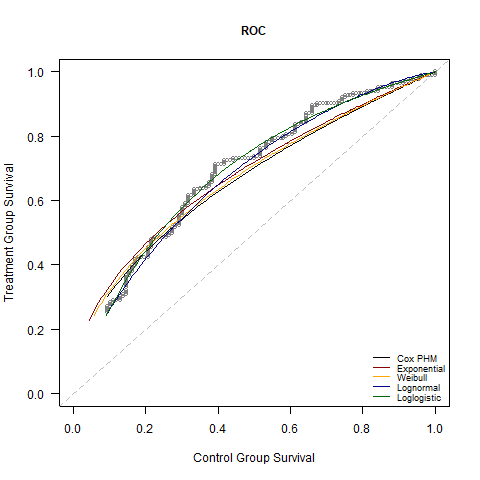 ROC
Treatment Group Survival
1.0
0.8
0.6
0.4
0.2
0.0
Cox PHM
Exponential
Weibull
Lognormal
Loglogistic
0.0 0.2 0.4 0.6 0.8 1.0
Control Group Survival